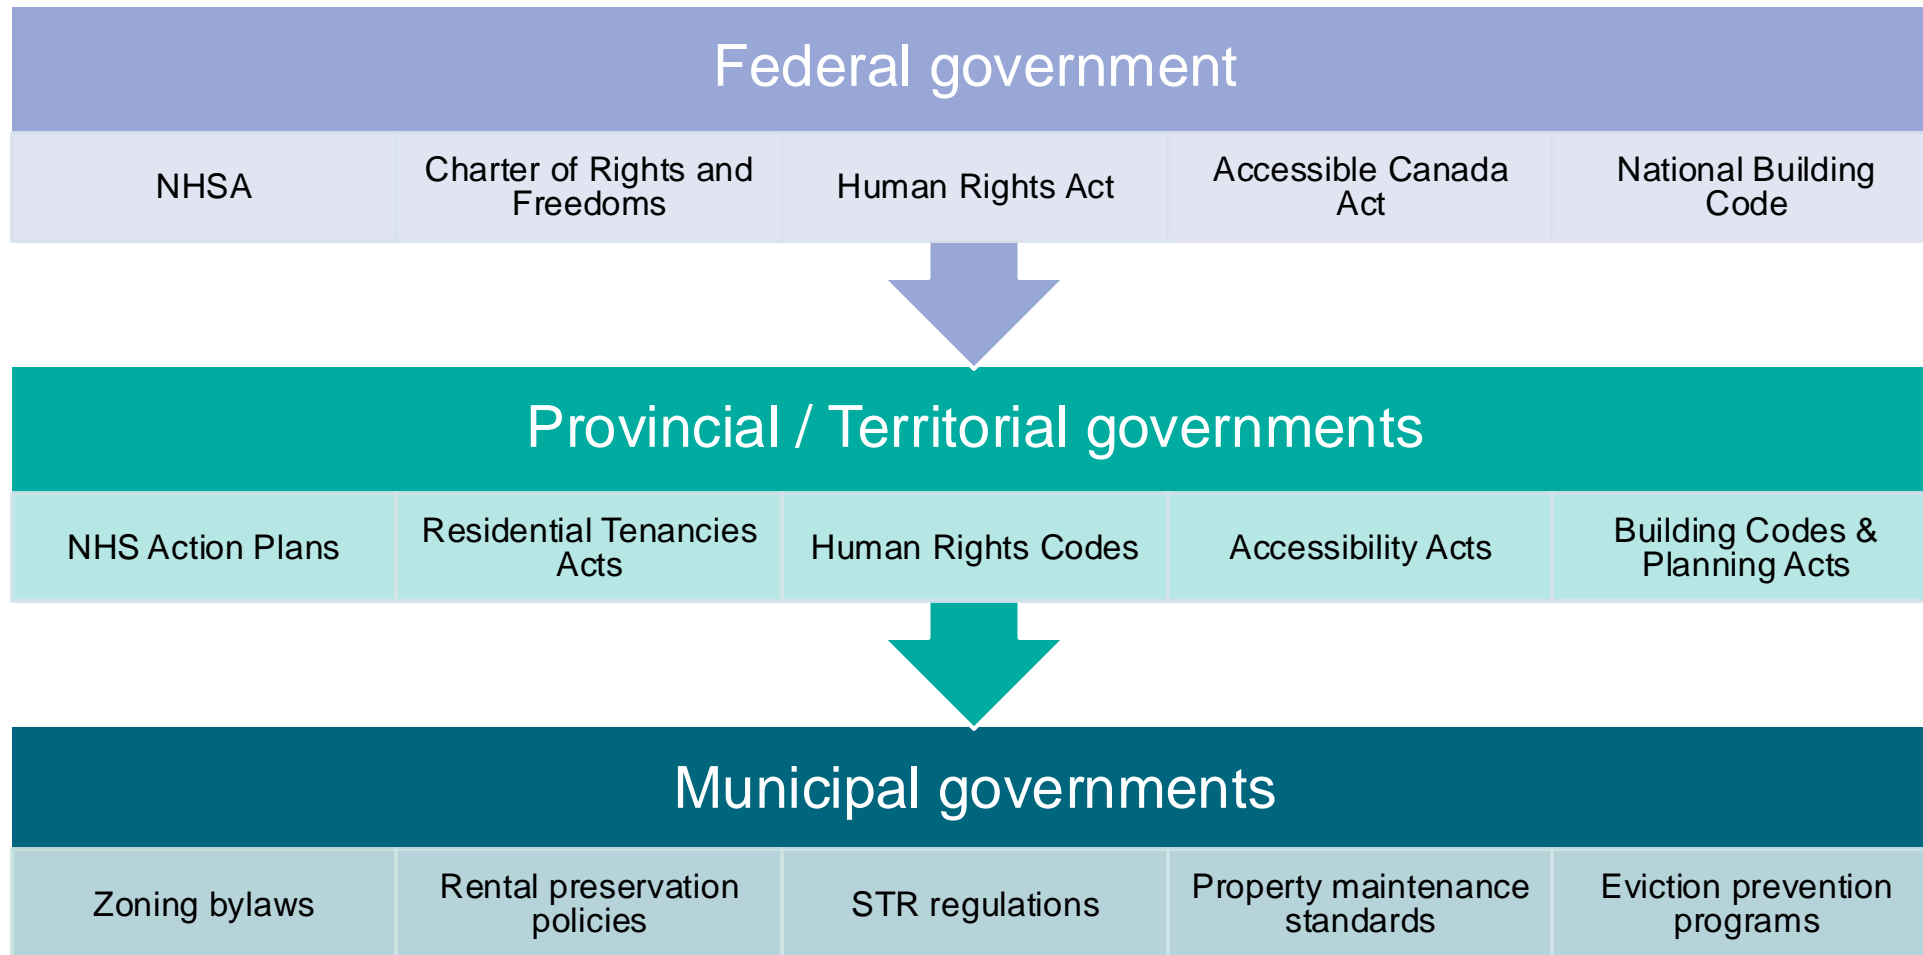 Federal government
NHSA
Charter of Rights and
Freedoms
Human Rights Act
Accessible Canada
Act
National Building
Code
Provincial / Territorial governments
NHS Action Plans
Residential Tenancies
Acts
Human Rights Codes
Accessibility Acts
Building Codes &
Planning Acts
Municipal governments
Zoning bylaws
Rental preservation
policies
STR regulations
Property maintenance
standards
Eviction prevention
programs